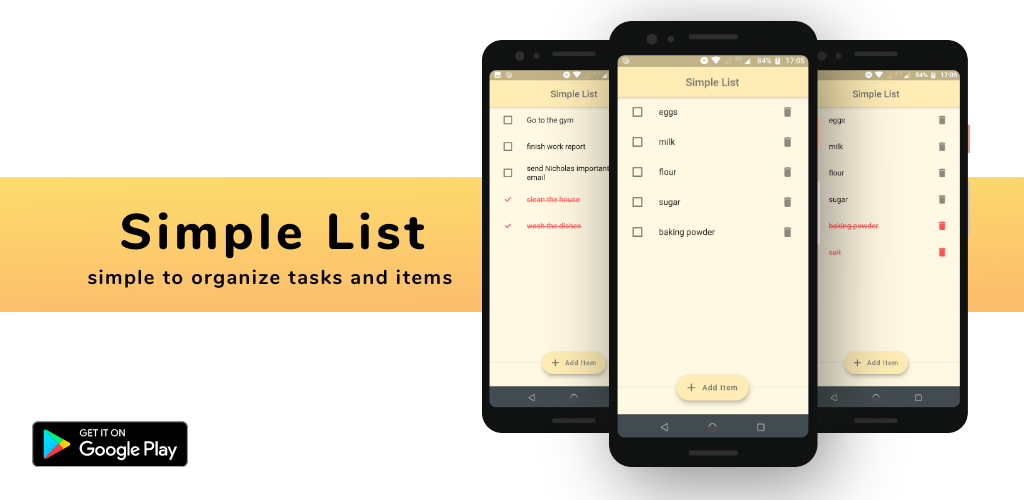 Simple List
simple to organize tasks and items
GET IT ON
Google Play
Simple List
Go to the gym
finish work report
send Nicholas important
email
clean the house
wash the dishes
+ Add Item
84% 17:05
Simple List
eggs
milk
flour
sugar
baking powder
+ Add Item
84% 17:05
Simple List
eggs
milk
flour
sugar
baking powder
salt
+ Add Item